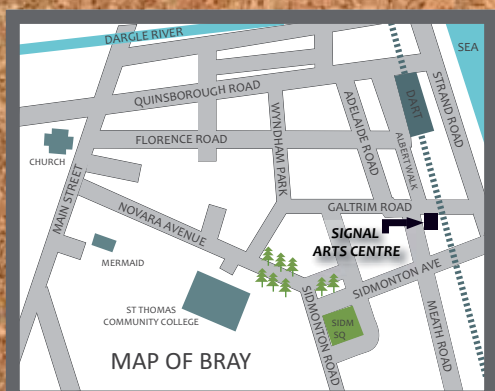 DARGLE RIVER
SEA
QUINSBOROUGH ROAD
DART
STRAND ROAD
WYNDHAM PARK
ADELAIDE ROAD
ALBERT WALK
FLORENCE ROAD
CHURCH
MAIN STREET
NOVARA AVENUE
GALTRIM ROAD
SIGNAL
ARTS CENTRE
MERMAID
SIDMONTON AVE
ST THOMAS
COMMUNITY COLLEGE
SIDMONTON ROAD
SIDM
SQ
MEATH ROAD
MAP OF BRAY